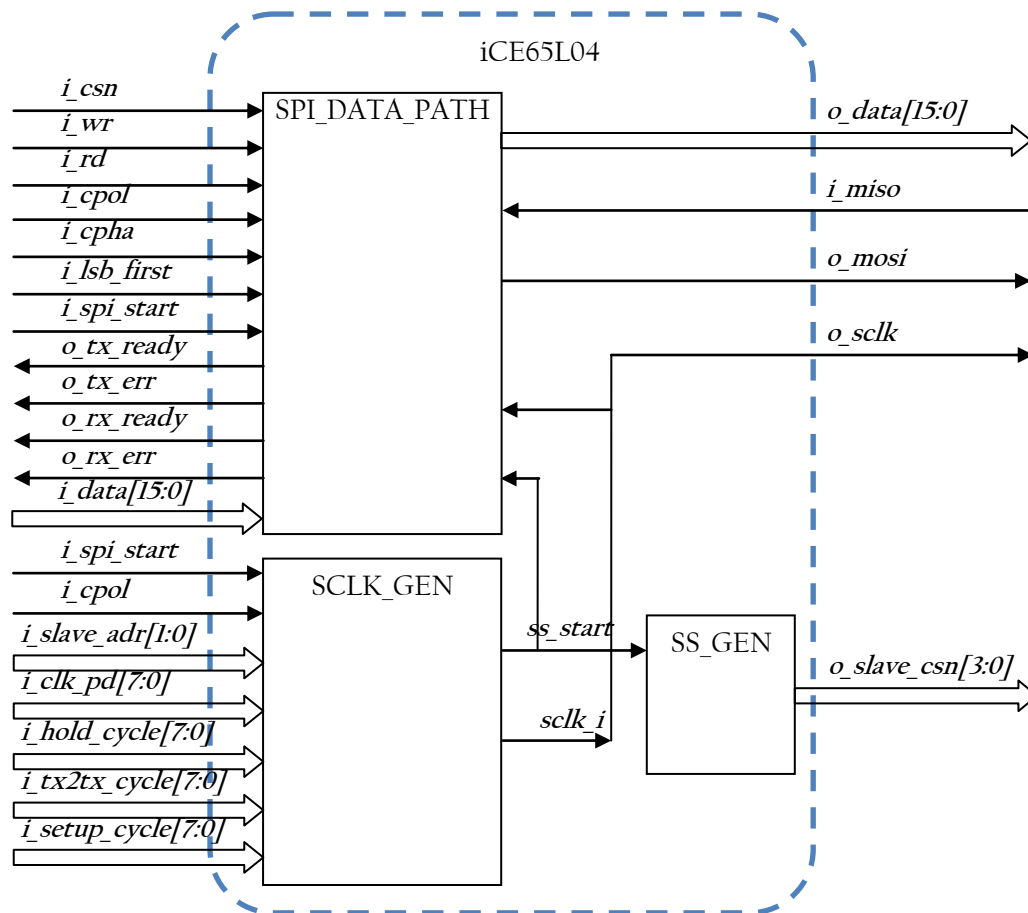 iCE65L04
i_csn
SPI_DATA_PATH
o_data[15:0]
i_wr
i_rd
i_cpol
i_miso
i_cpha
i_lsb_first
o_mosi
i_spi_start
o_tx_ready
o_sclk
o_tx_err
o_rx_ready
o_rx_err
i_data[15:0]
i_spi_start
SCLK_GEN
i_cpol
i_slave_adr[1:0]
ss_start
SS_GEN
o_slave_csn[3:0]
i_clk_pd[7:0]
sclk_i
i_hold_cycle[7:0]
i_tx2tx_cycle[7:0]
i_setup_cycle[7:0]